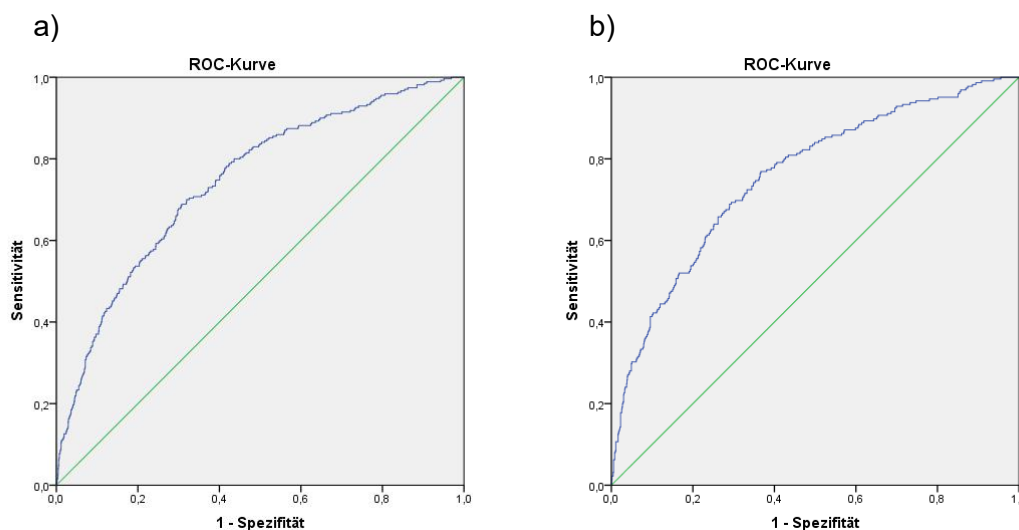 a)
ROC-Kurve
1,0
0,8
0,6
0,4
0,2
0,0
Sensitivität
0,0 0,2 0,4 0,6 0,8 1,0
1 - Spezifität
b)
ROC-Kurve
1,0
0,8
0,6
0,4
0,2
0,0
Sensitivität
0,0 0,2 0,4 0,6 0,8
1 - Spezifität